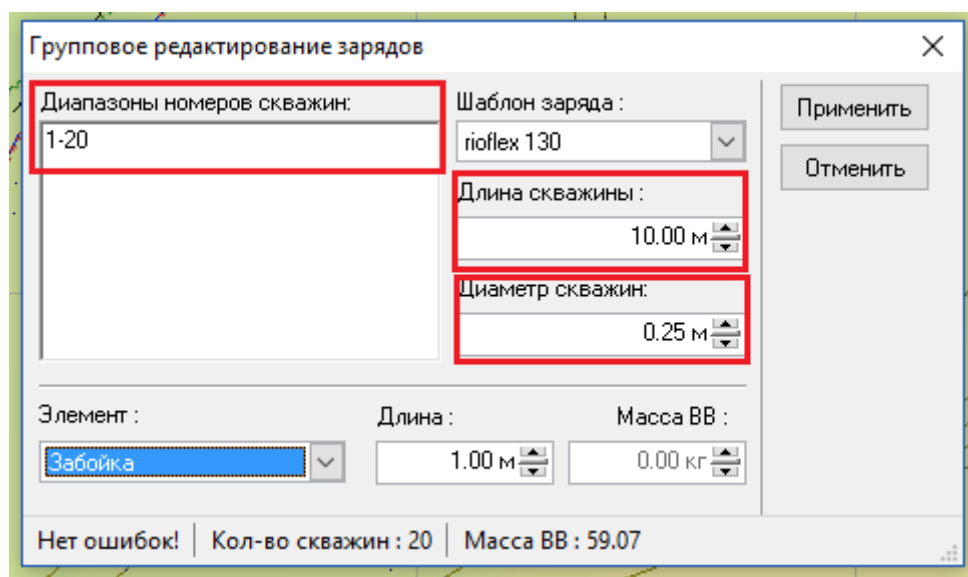 Групповое редактирование зарядов
Диапазоны номеров скважин:
1-20
Шаблон заряда :
rioflex 130
Длина скважины :
10.00 м
Диаметр скважин:
0.25 м
Применить
Отменить
Элемент :
Забойка
Длина :
1.00 м
Масса ВВ :
0.00 кг
Нет ошибок! Кол-во скважин : 20 Масса ВВ : 59.07